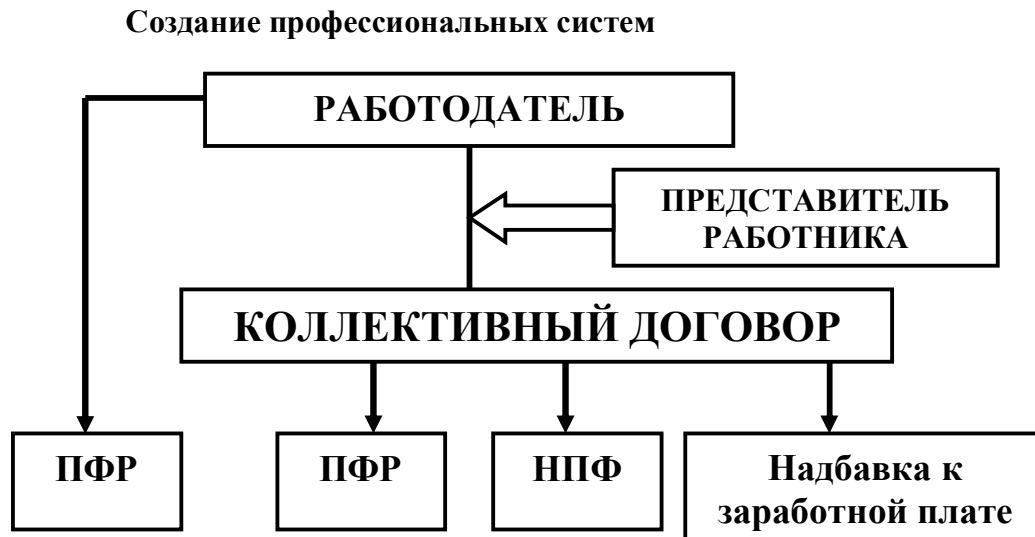 Создание профессиональных систем
РАБОТОДАТЕЛЬ
ПРЕДСТАВИТЕЛЬ
РАБОТНИКА
КОЛЛЕКТИВНЫЙ ДОГОВОР
ПФР
ПФР
НПФ
Надбавка к
заработной плате